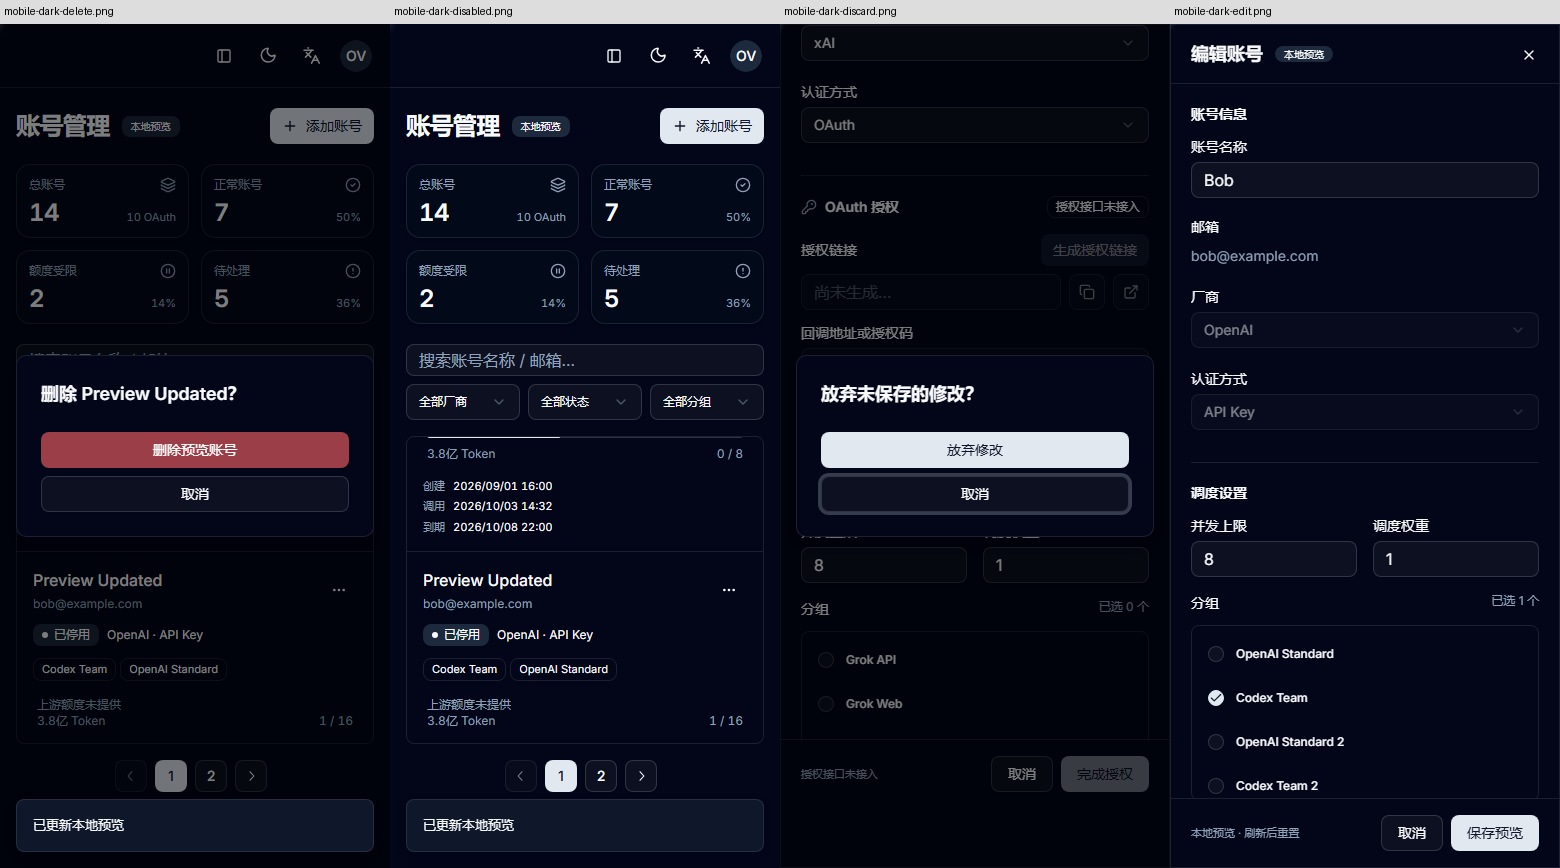 mobile-dark-delete.png
OV
账号管理
本地预览
添加账号
总账号
14
10 OAuth
正常账号
7
50%
额度受限
2
14%
待处理
5
36%
删除 Preview Updated?
删除预览账号
取消
Preview Updated
bob@example.com
已停用
OpenAI · API Key
Codex Team
OpenAI Standard
上游额度未提供
3.8亿 Token
1 / 16
1
2
已更新本地预览
mobile-dark-disabled.png
OV
账号管理
本地预览
添加账号
总账号
14
10 OAuth
正常账号
7
50%
额度受限
2
14%
待处理
5
36%
搜索账号名称 / 邮箱...
全部厂商
全部状态
全部分组
3.8亿 Token
0 / 8
创建 2026/09/01 16:00
调用 2026/10/03 14:32
到期 2026/10/08 22:00
Preview Updated
bob@example.com
已停用
OpenAI · API Key
Codex Team
OpenAI Standard
上游额度未提供
3.8亿 Token
1 / 16
1
2
已更新本地预览
mobile-dark-discard.png
xAI
认证方式
OAuth
OAuth 授权
授权接口未接入
授权链接
生成授权链接
尚未生成...
回调地址或授权码
放弃未保存的修改?
放弃修改
取消
8
1
分组
已选 0 个
Grok API
Grok Web
授权接口未接入
取消
完成授权
mobile-dark-edit.png
编辑账号
本地预览
账号信息
账号名称
Bob
邮箱
bob@example.com
厂商
OpenAI
认证方式
API Key
调度设置
并发上限
调度权重
8
1
分组
已选 1 个
OpenAI Standard
Codex Team
OpenAI Standard 2
Codex Team 2
本地预览 · 刷新后重置
取消
保存预览